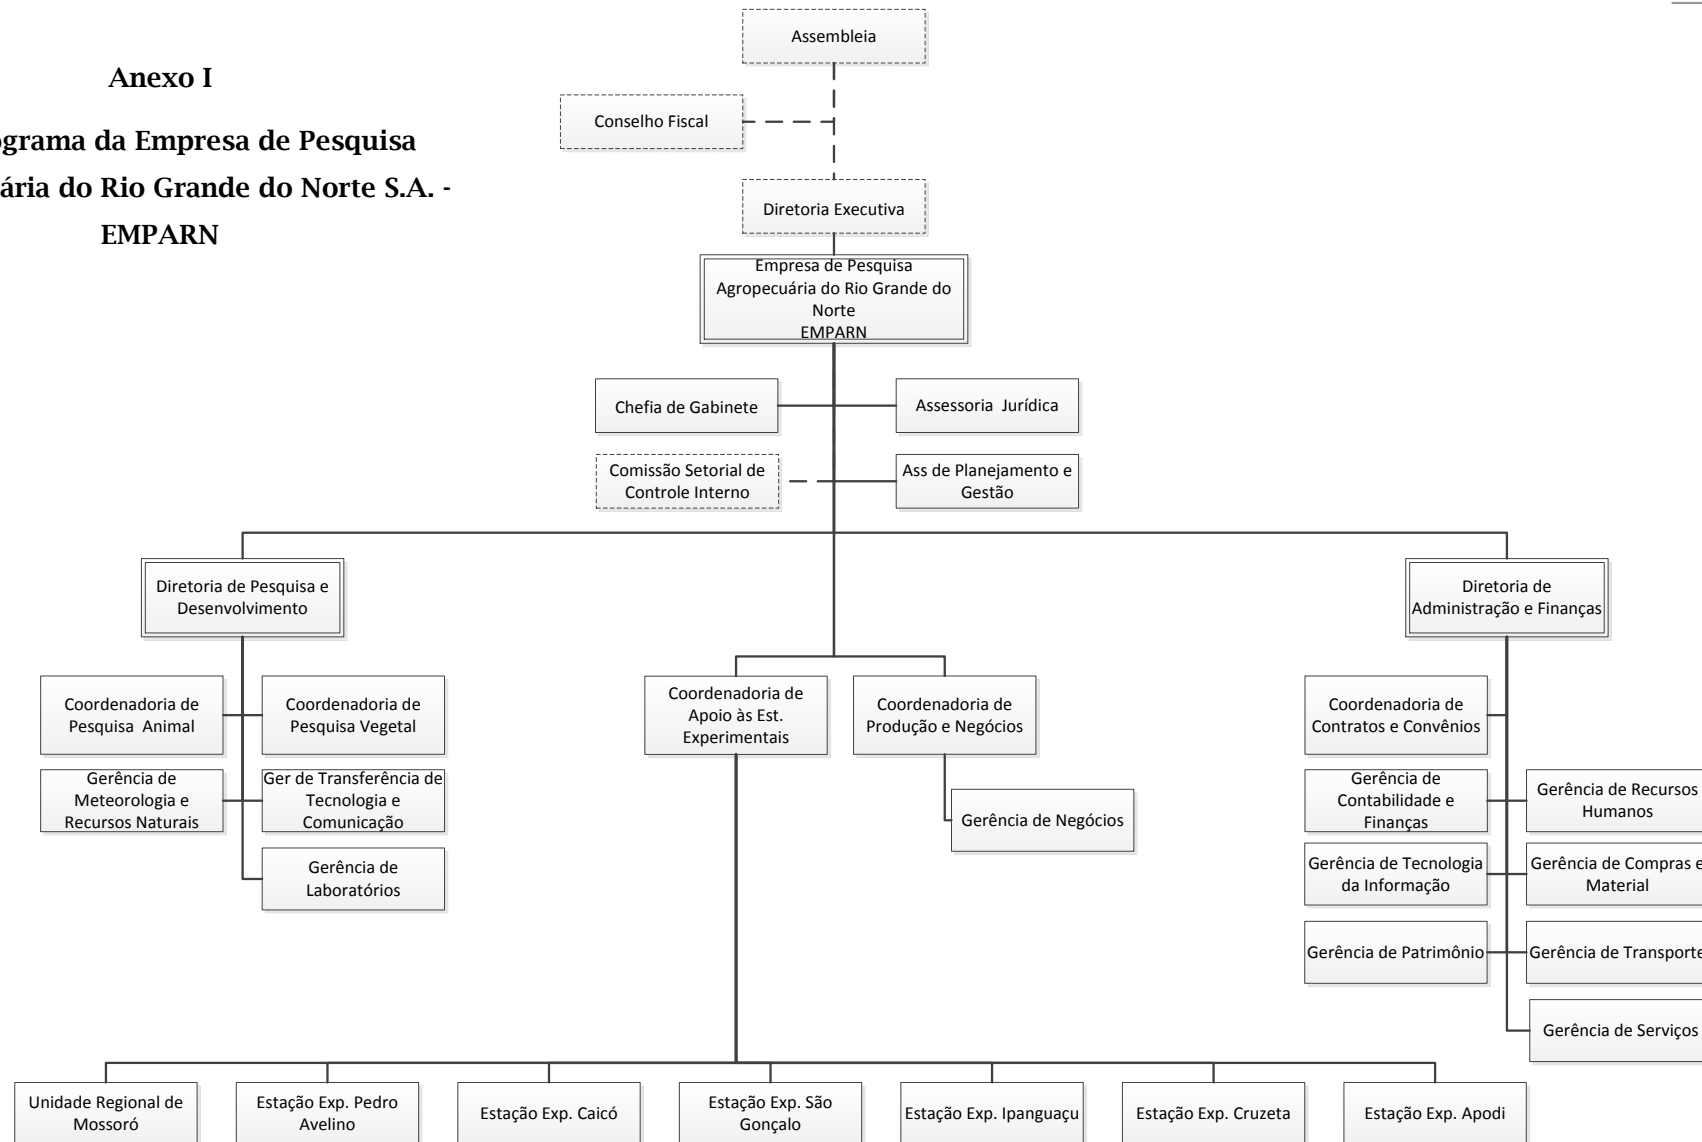 Anexo I
ograma da Empresa de Pesquisa
ária do Rio Grande do Norte S.A. -
EMPARN
Assembleia
Conselho Fiscal
Diretoria Executiva
Empresa de Pesquisa
Agropecuária do Rio Grande do
Norte
EMPARN
Chefia de Gabinete
Assessoria Jurídica
Comissão Setorial de
Controle Interno
Ass de Planejamento e
Gestão
Diretoria de Pesquisa e
Desenvolvimento
Diretoria de
Administração e Finanças
Coordenadoria de
Pesquisa Animal
Coordenadoria de
Pesquisa Vegetal
Gerência de
Meteorologia e
Recursos Naturais
Ger de Transferência de
Tecnologia e
Comunicação
Gerência de
Laboratórios
Coordenadoria de
Apoio às Est.
Experimentais
Coordenadoria de
Produção e Negócios
Gerência de Negócios
Coordenadoria de
Contratos e Convênios
Gerência de
Contabilidade e
Finanças
Gerência de Recursos
Humanos
Gerência de Tecnologia
da Informação
Gerência de Compras e
Material
Gerência de Patrimônio
Gerência de Transporte
Gerência de Serviços
Unidade Regional de
Mossoró
Estação Exp. Pedro
Avelino
Estação Exp. Caicó
Estação Exp. São
Gonçalo
Estação Exp. Ipanguaçu
Estação Exp. Cruzeta
Estação Exp. Apodi